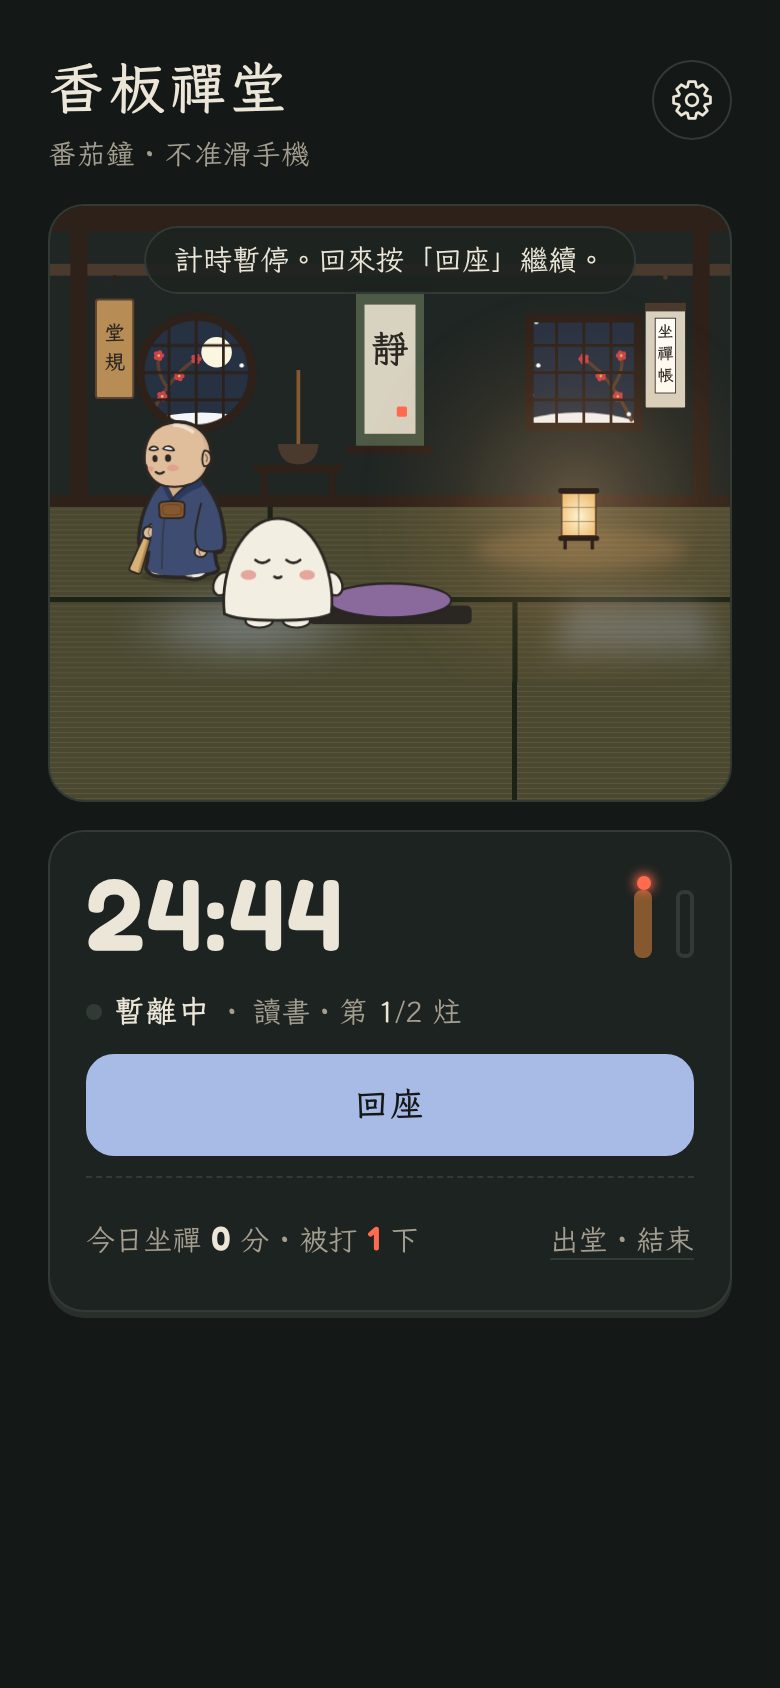 香板禪堂
番茄鐘・不准滑手機
計時暫停。回來按「回座」繼續。
堂規
靜
坐禪帳
24:44
暫離中・讀書・第 1/2 炷
回座
今日坐禪 0 分・被打 1 下
出堂・結束